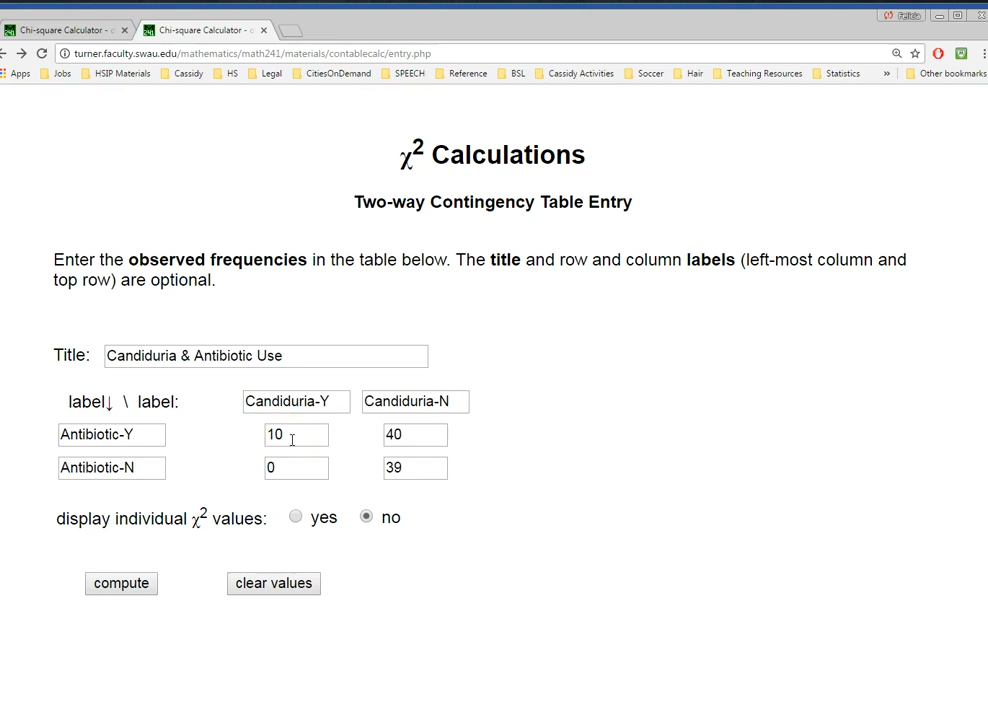 Felicia
Chi-square Calculator - c
Chi-square Calculator - c
turner.faculty.swau.edu/mathematics/math241/materials/contablecalc/entry.php
Apps Jobs HSIP Materials Cassidy HS Legal CitiesOnDemand SPEECH Reference BSL Cassidy Activities Soccer Hair Teaching Resources Statistics » Other bookmarks
χ² Calculations
Two-way Contingency Table Entry
Enter the observed frequencies in the table below. The title and row and column labels (left-most column and
top row) are optional.
Title: Candiduria & Antibiotic Use
label↓ \ label: Candiduria-Y Candiduria-N
Antibiotic-Y 10 40
Antibiotic-N 0 39
display individual χ² values: yes no
compute clear values